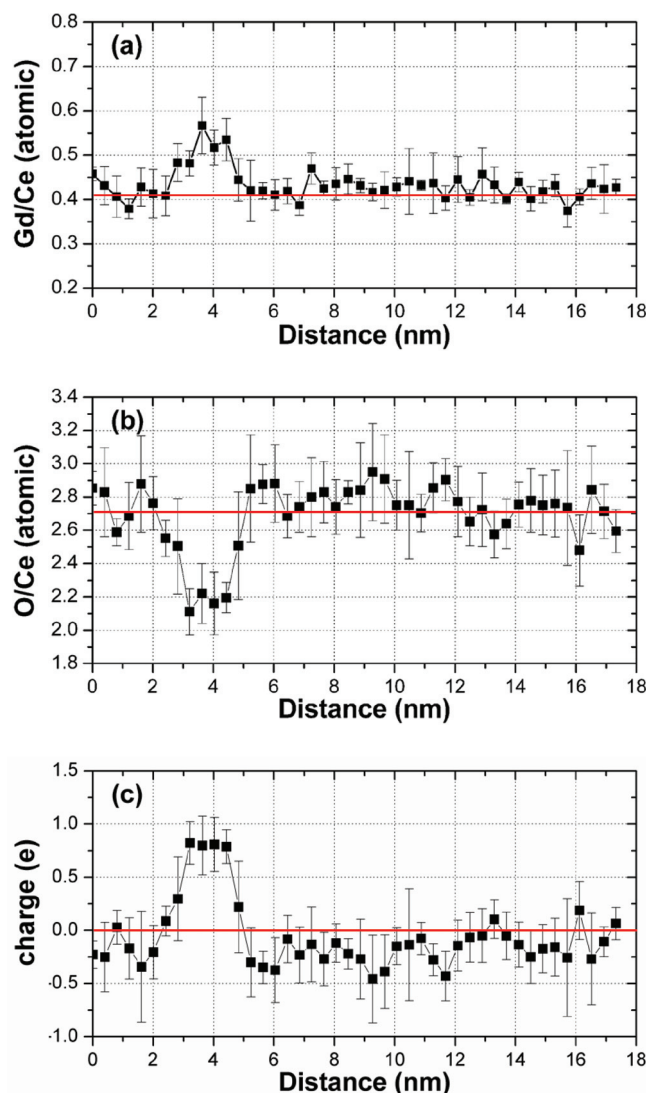 (a)
Gd/Ce (atomic)
0.8
0.7
0.6
0.5
0.4
0.3
0.2
0 2 4 6 8 10 12 14 16 18
Distance (nm)
(b)
O/Ce (atomic)
3.4
3.2
3.0
2.8
2.6
2.4
2.2
2.0
1.8
0 2 4 6 8 10 12 14 16 18
Distance (nm)
(c)
charge (e)
1.5
1.0
0.5
0.0
-0.5
-1.0
0 2 4 6 8 10 12 14 16 18
Distance (nm)